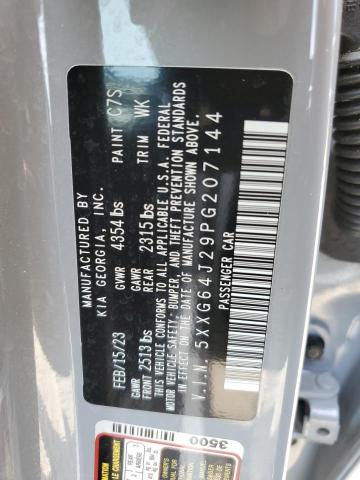 MANUFACTURED BY
KIA GEORGIA, INC.
FEB/15/23 GVWR 4354 lbs PAINT C7S
GAWR GAWR
FRONT 2513 lbs REAR 2315 lbs TRIM WK
THIS VEHICLE CONFORMS TO ALL APPLICABLE U.S.A. FEDERAL
MOTOR VEHICLE SAFETY, BUMPER, AND THEFT PREVENTION STANDARDS
IN EFFECT ON THE DATE OF MANUFACTURE SHOWN ABOVE.
V.I.N. 5XXG64J29PG207144
PASSENGER CAR
3500